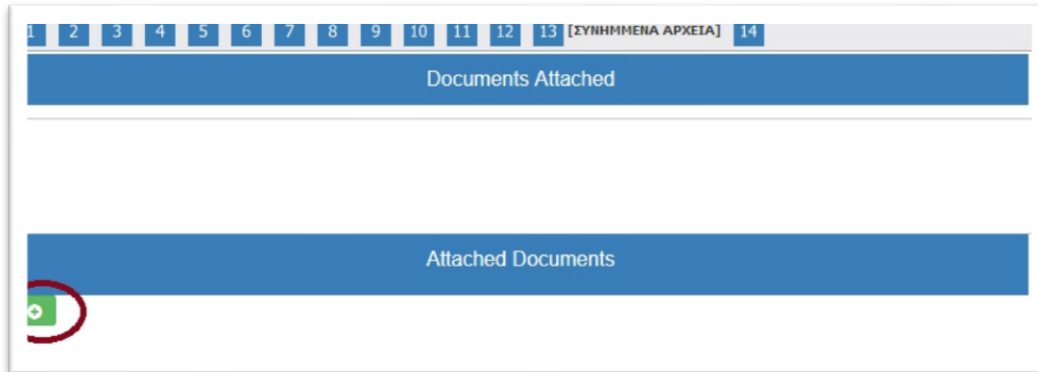 1 2 3 4 5 6 7 8 9 10 11 12 13 [ΣΥΝΗΜΜΕΝΑ ΑΡΧΕΙΑ] 14
Documents Attached
Attached Documents